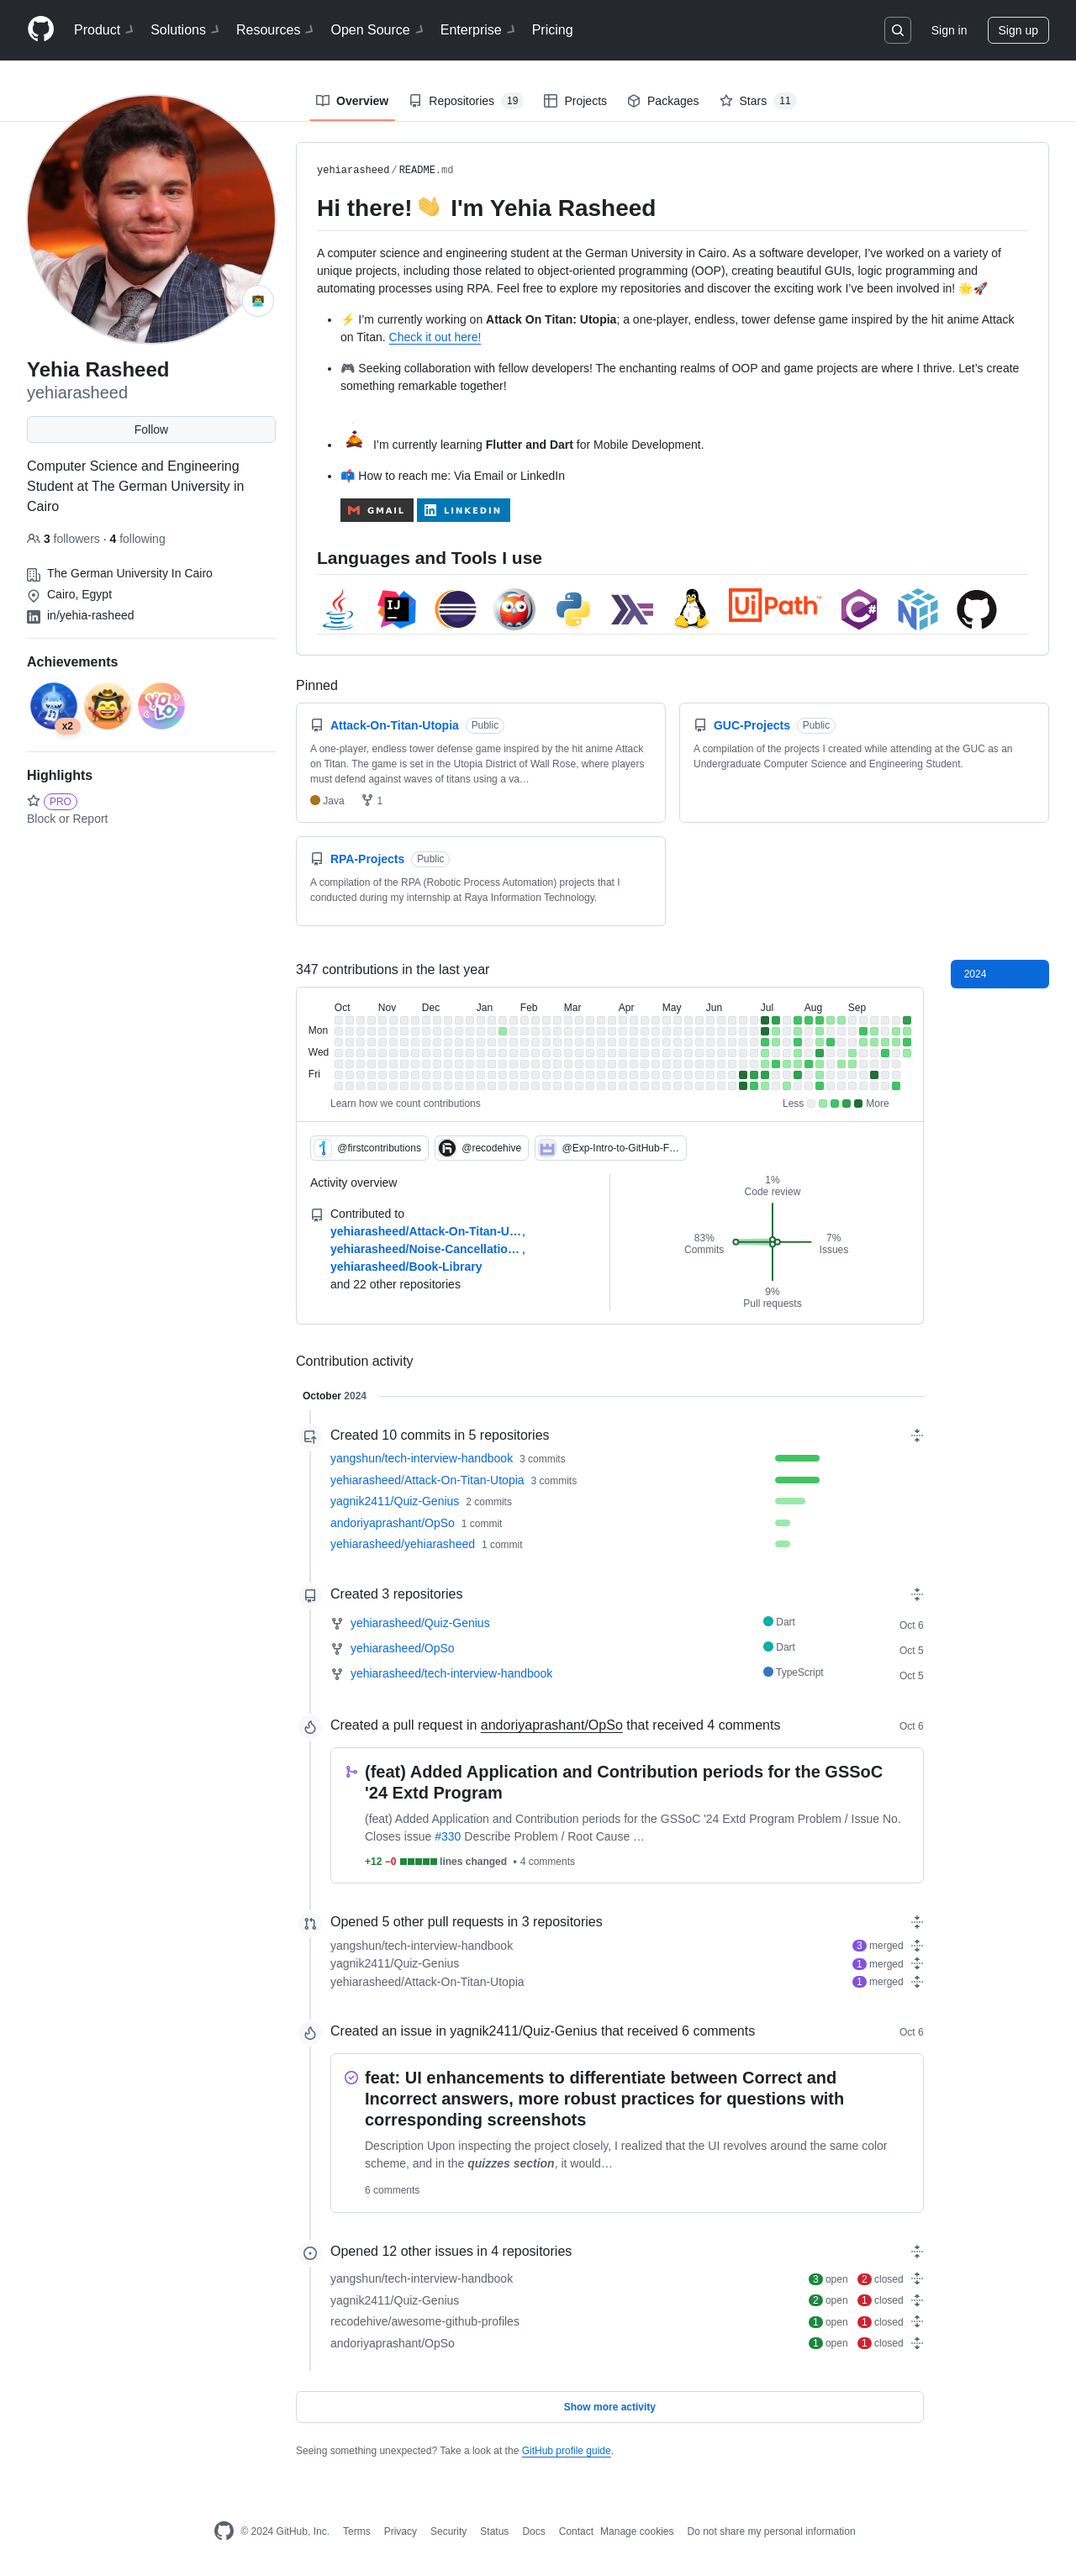 Product
Solutions
Resources
Open Source
Enterprise
Pricing
Sign in
Sign up
Overview
Repositories 19
Projects
Packages
Stars 11
Yehia Rasheed
yehiarasheed
Follow
Computer Science and Engineering
Student at The German University in
Cairo
3 followers · 4 following
The German University In Cairo
Cairo, Egypt
in/yehia-rasheed
Achievements
x2
YOLO
Highlights
PRO
Block or Report
yehiarasheed/README.md
Hi there! 👋 I'm Yehia Rasheed
A computer science and engineering student at the German University in Cairo. As a software developer, I've worked on a variety of
unique projects, including those related to object-oriented programming (OOP), creating beautiful GUIs, logic programming and
automating processes using RPA. Feel free to explore my repositories and discover the exciting work I've been involved in! 🌟🚀
• ⚡ I'm currently working on Attack On Titan: Utopia; a one-player, endless, tower defense game inspired by the hit anime Attack
on Titan. Check it out here!
• 🎮 Seeking collaboration with fellow developers! The enchanting realms of OOP and game projects are where I thrive. Let's create
something remarkable together!
• I'm currently learning Flutter and Dart for Mobile Development.
• 📫 How to reach me: Via Email or LinkedIn
GMAIL LINKEDIN
Languages and Tools I use
Java IJ UiPath C#
Pinned
Attack-On-Titan-Utopia Public
A one-player, endless tower defense game inspired by the hit anime Attack
on Titan. The game is set in the Utopia District of Wall Rose, where players
must defend against waves of titans using a va…
Java 1
GUC-Projects Public
A compilation of the projects I created while attending at the GUC as an
Undergraduate Computer Science and Engineering Student.
RPA-Projects Public
A compilation of the RPA (Robotic Process Automation) projects that I
conducted during my internship at Raya Information Technology.
347 contributions in the last year
2024
Oct Nov Dec Jan Feb Mar Apr May Jun Jul Aug Sep
Mon
Wed
Fri
Learn how we count contributions
Less More
@firstcontributions
@recodehive
@Exp-Intro-to-GitHub-F…
Activity overview
Contributed to
yehiarasheed/Attack-On-Titan-U…,
yehiarasheed/Noise-Cancellatio…,
yehiarasheed/Book-Library
and 22 other repositories
1%
Code review
83%
Commits
7%
Issues
9%
Pull requests
Contribution activity
October 2024
Created 10 commits in 5 repositories
yangshun/tech-interview-handbook 3 commits
yehiarasheed/Attack-On-Titan-Utopia 3 commits
yagnik2411/Quiz-Genius 2 commits
andoriyaprashant/OpSo 1 commit
yehiarasheed/yehiarasheed 1 commit
Created 3 repositories
yehiarasheed/Quiz-Genius Dart Oct 6
yehiarasheed/OpSo Dart Oct 5
yehiarasheed/tech-interview-handbook TypeScript Oct 5
Created a pull request in andoriyaprashant/OpSo that received 4 comments Oct 6
(feat) Added Application and Contribution periods for the GSSoC
'24 Extd Program
(feat) Added Application and Contribution periods for the GSSoC '24 Extd Program Problem / Issue No.
Closes issue #330 Describe Problem / Root Cause …
+12 −0 lines changed • 4 comments
Opened 5 other pull requests in 3 repositories
yangshun/tech-interview-handbook 3 merged
yagnik2411/Quiz-Genius 1 merged
yehiarasheed/Attack-On-Titan-Utopia 1 merged
Created an issue in yagnik2411/Quiz-Genius that received 6 comments Oct 6
feat: UI enhancements to differentiate between Correct and
Incorrect answers, more robust practices for questions with
corresponding screenshots
Description Upon inspecting the project closely, I realized that the UI revolves around the same color
scheme, and in the quizzes section, it would…
6 comments
Opened 12 other issues in 4 repositories
yangshun/tech-interview-handbook 3 open 2 closed
yagnik2411/Quiz-Genius 2 open 1 closed
recodehive/awesome-github-profiles 1 open 1 closed
andoriyaprashant/OpSo 1 open 1 closed
Show more activity
Seeing something unexpected? Take a look at the GitHub profile guide.
© 2024 GitHub, Inc. Terms Privacy Security Status Docs Contact Manage cookies Do not share my personal information